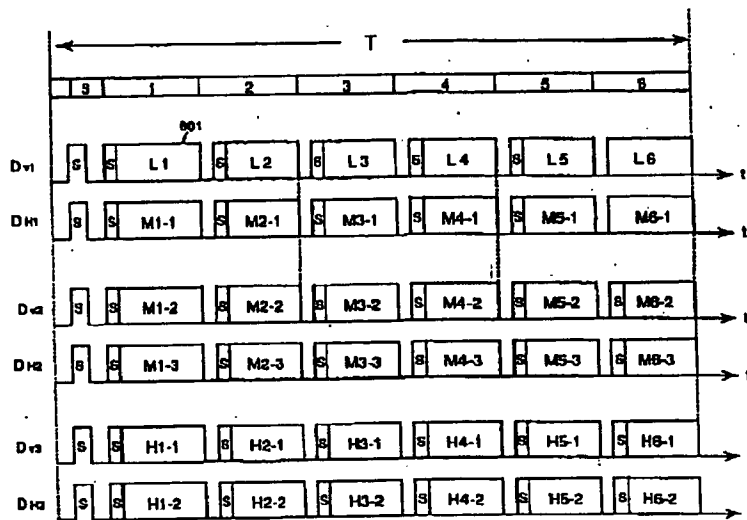 T
S 1 2 3 4 5 6
601
Dv1 S S L1 S L2 S L3 S L4 S L5 L6 t
DH1 S S M1-1 S M2-1 S M3-1 S M4-1 S M5-1 M6-1 t
Dv2 S S M1-2 S M2-2 S M3-2 S M4-2 S M5-2 S M6-2 t
DH2 S S M1-3 S M2-3 S M3-3 S M4-3 S M5-3 S M6-3 t
Dv3 S S H1-1 S H2-1 S H3-1 S H4-1 S H5-1 S H6-1
DH3 S S H1-2 S H2-2 S H3-2 S H4-2 S H5-2 S H6-2